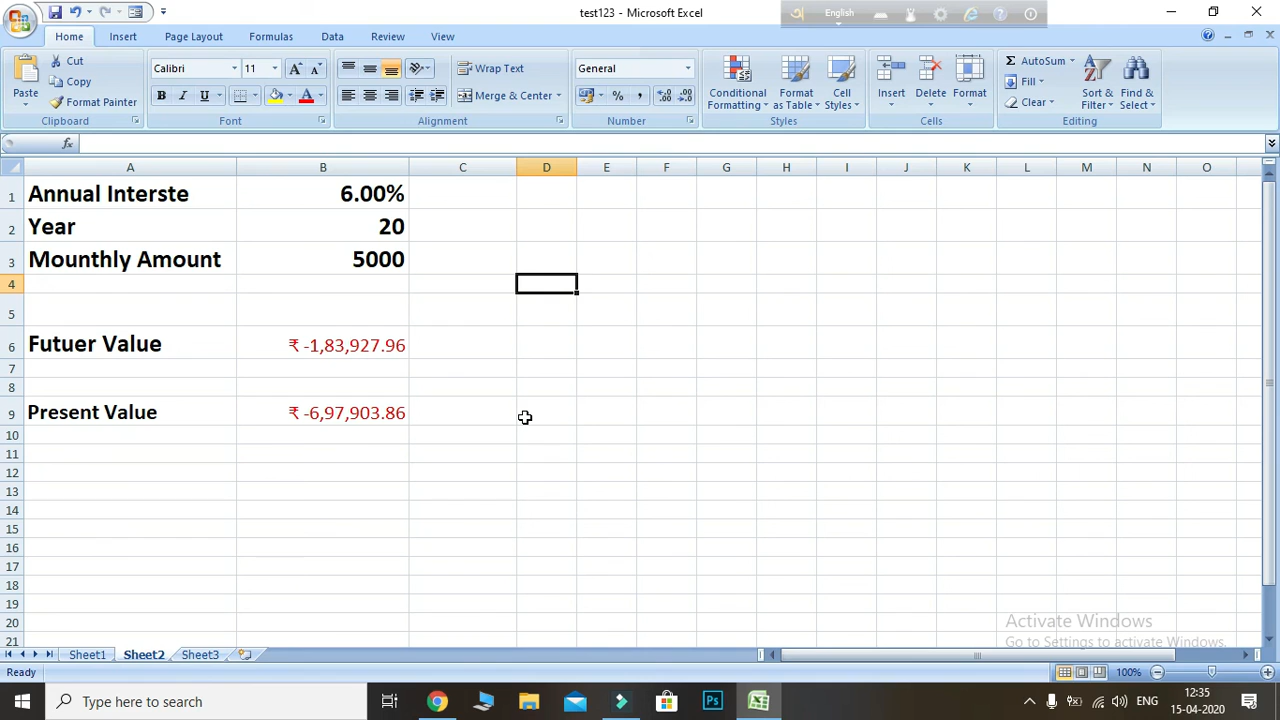 test123 - Microsoft Excel
English
Home Insert Page Layout Formulas Data Review View
Paste
Cut
Copy
Format Painter
Clipboard
Calibri 11
B I U
Font
Wrap Text
Merge & Center
Alignment
General
Number
Conditional Formatting
Format as Table
Cell Styles
Styles
Insert Delete Format
Cells
AutoSum
Fill
Clear
Sort & Filter
Find & Select
Editing
fx
A B C D E F G H I J K L M N O
1 Annual Interste 6.00%
2 Year 20
3 Mounthly Amount 5000
4
5
6 Futuer Value ₹ -1,83,927.96
7
8
9 Present Value ₹ -6,97,903.86
10
11
12
13
14
15
16
17
18
19
20
21
Activate Windows
Go to Settings to activate Windows.
Sheet1 Sheet2 Sheet3
Ready 100%
Type here to search
Ps
ENG
12:35
15-04-2020